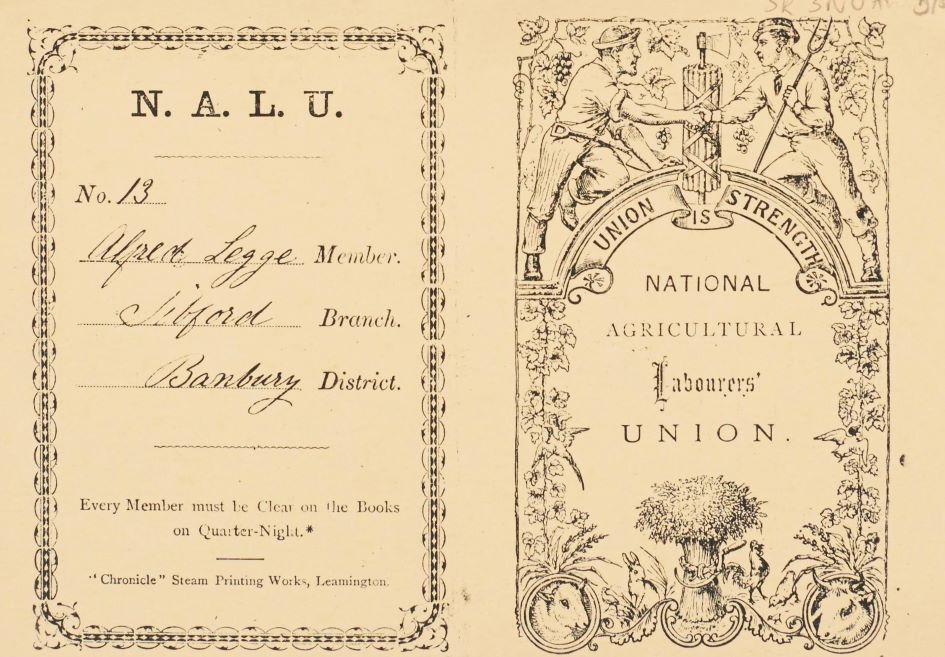 N. A. L. U.
No. 13
Alfred Legge Member.
Sibford Branch.
Banbury District.
Every Member must be Clear on the Books
on Quarter-Night.*
"Chronicle" Steam Printing Works, Leamington.
UNION IS STRENGTH
NATIONAL
AGRICULTURAL
Labourers'
UNION.